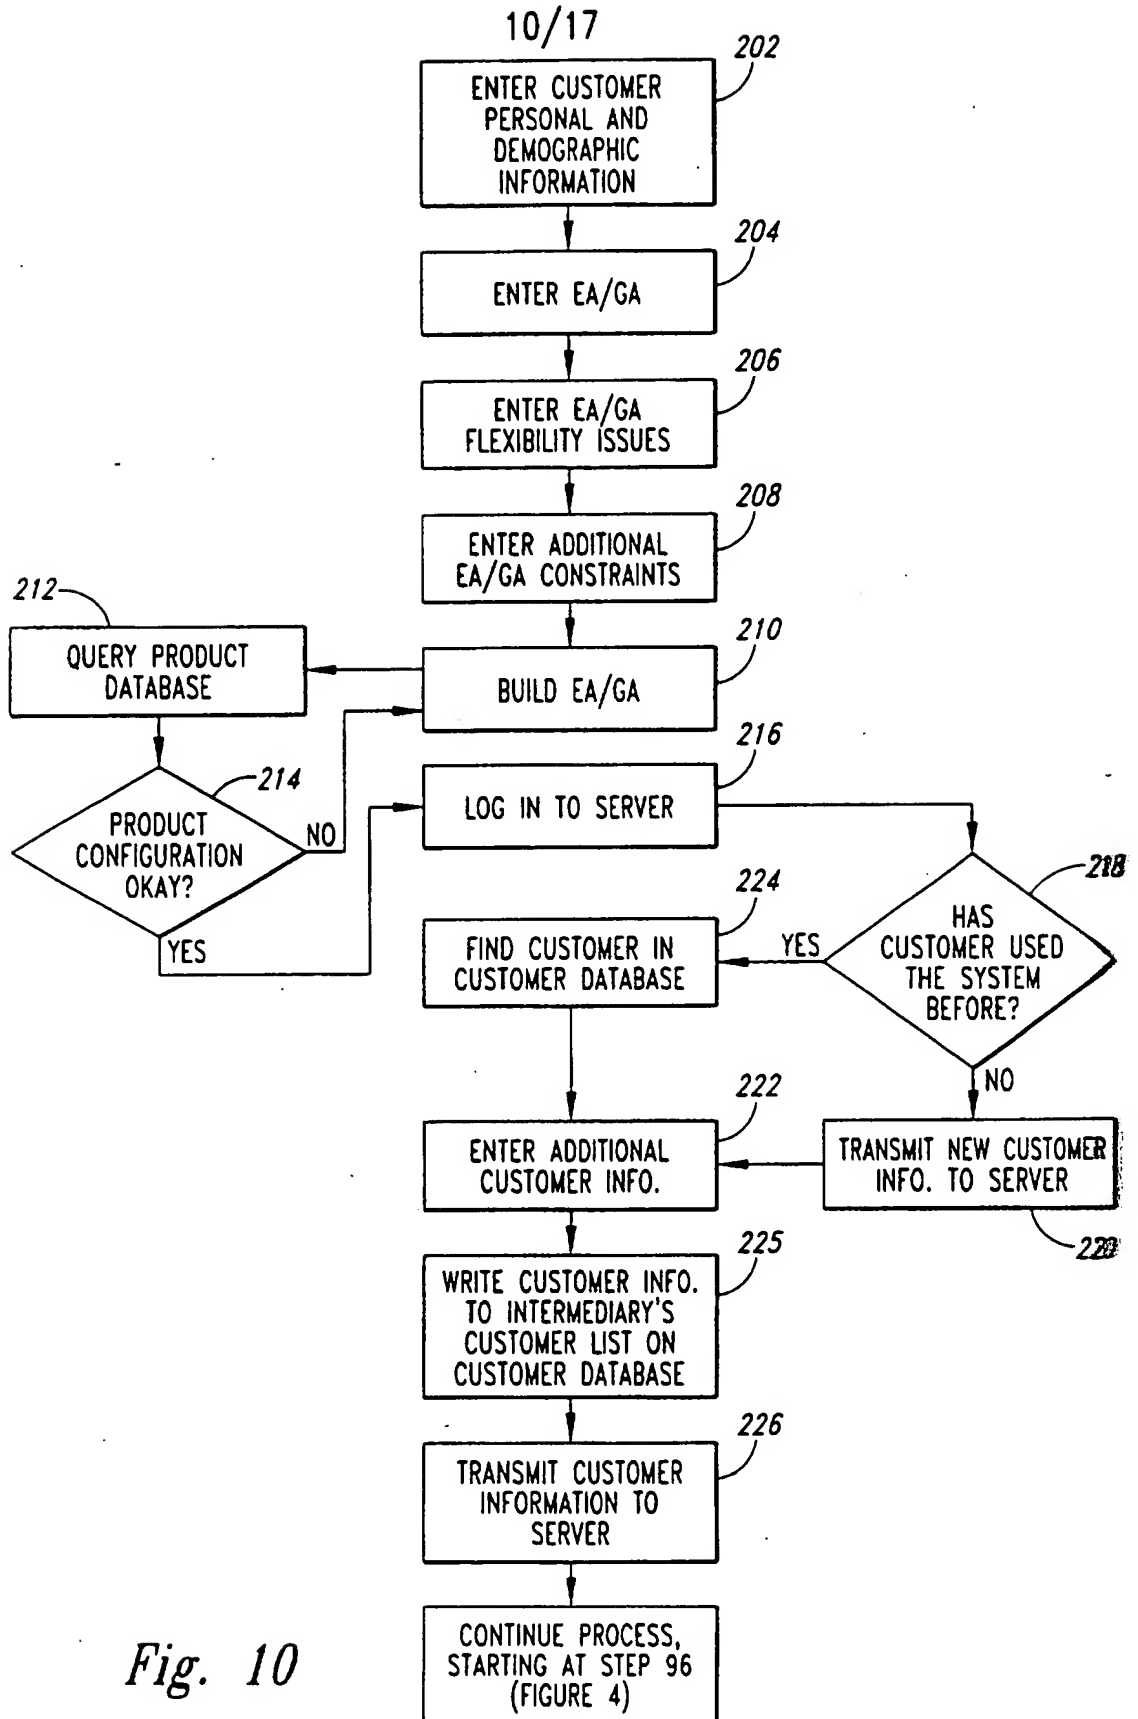 10/17
202
ENTER CUSTOMER
PERSONAL AND
DEMOGRAPHIC
INFORMATION
204
ENTER EA/GA
206
ENTER EA/GA
FLEXIBILITY ISSUES
208
ENTER ADDITIONAL
EA/GA CONSTRAINTS
212
QUERY PRODUCT
DATABASE
210
BUILD EA/GA
214
PRODUCT
CONFIGURATION
OKAY?
NO
YES
216
LOG IN TO SERVER
218
HAS
CUSTOMER USED
THE SYSTEM
BEFORE?
YES
NO
224
FIND CUSTOMER IN
CUSTOMER DATABASE
222
ENTER ADDITIONAL
CUSTOMER INFO.
TRANSMIT NEW CUSTOMER
INFO. TO SERVER
220
225
WRITE CUSTOMER INFO.
TO INTERMEDIARY'S
CUSTOMER LIST ON
CUSTOMER DATABASE
226
TRANSMIT CUSTOMER
INFORMATION TO
SERVER
CONTINUE PROCESS,
STARTING AT STEP 96
(FIGURE 4)
Fig. 10